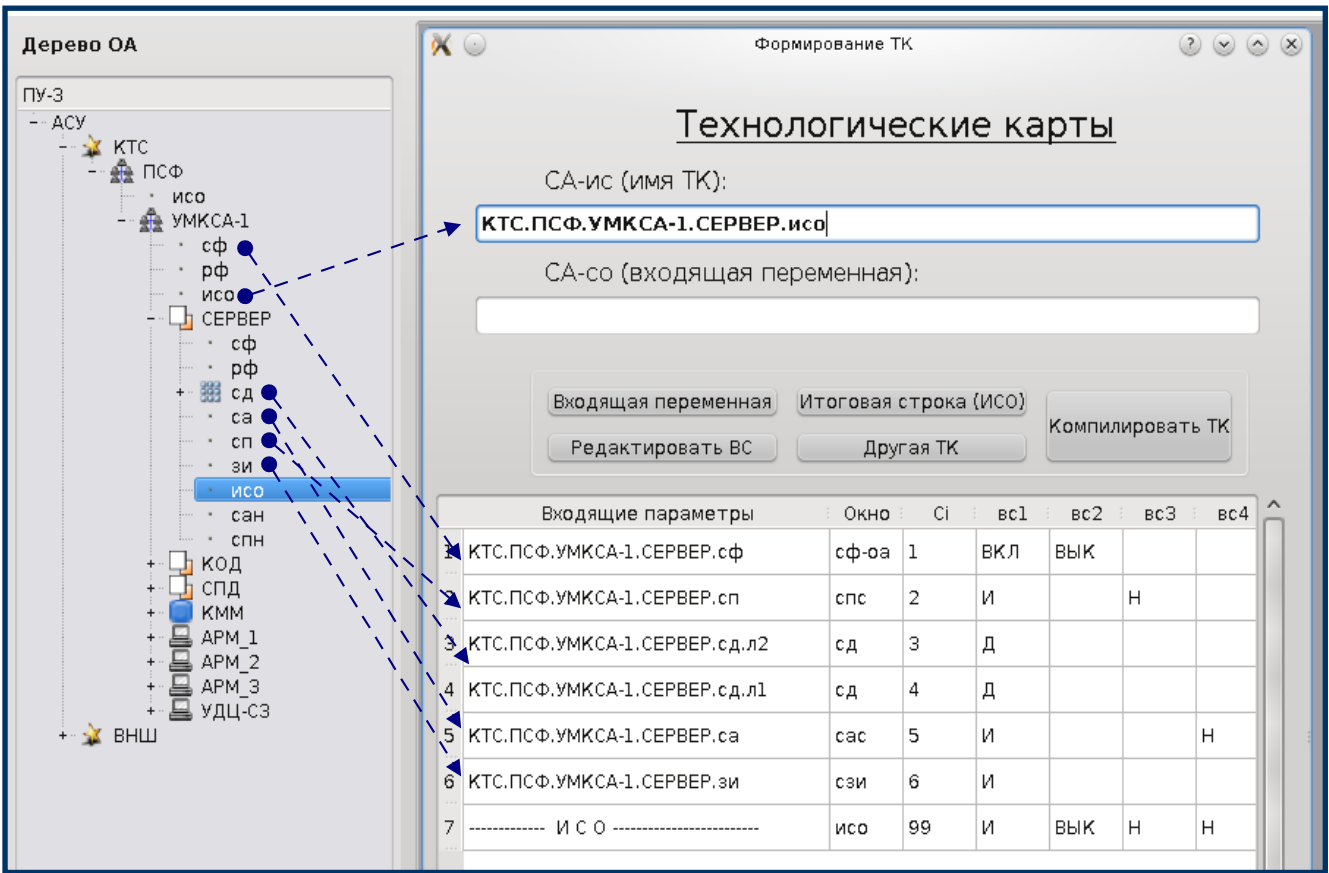 Дерево ОА
ПУ-3
АСУ
КТС
ПСФ
исо
УМКСА-1
сф
рф
исо
СЕРВЕР
сф
рф
сд
са
сп
зи
исо
сан
спн
КОД
СПД
КММ
АРМ_1
АРМ_2
АРМ_3
УДЦ-СЗ
ВНШ
Формирование ТК
Технологические карты
СА-ис (имя ТК):
КТС.ПСФ.УМКСА-1.СЕРВЕР.исо
СА-со (входящая переменная):
Входящая переменная Итоговая строка (ИСО)
Компилировать ТК
Редактировать ВС Другая ТК
Входящие параметры Окно Ci вс1 вс2 вс3 вс4
1 КТС.ПСФ.УМКСА-1.СЕРВЕР.сф сф-оа 1 ВКЛ ВЫК
2 КТС.ПСФ.УМКСА-1.СЕРВЕР.сп спс 2 И Н
3 КТС.ПСФ.УМКСА-1.СЕРВЕР.сд.л2 сд 3 Д
4 КТС.ПСФ.УМКСА-1.СЕРВЕР.сд.л1 сд 4 Д
5 КТС.ПСФ.УМКСА-1.СЕРВЕР.са сас 5 И Н
6 КТС.ПСФ.УМКСА-1.СЕРВЕР.зи сзи 6 И
7 ------------- И С О ------------------------- исо 99 И ВЫК Н Н